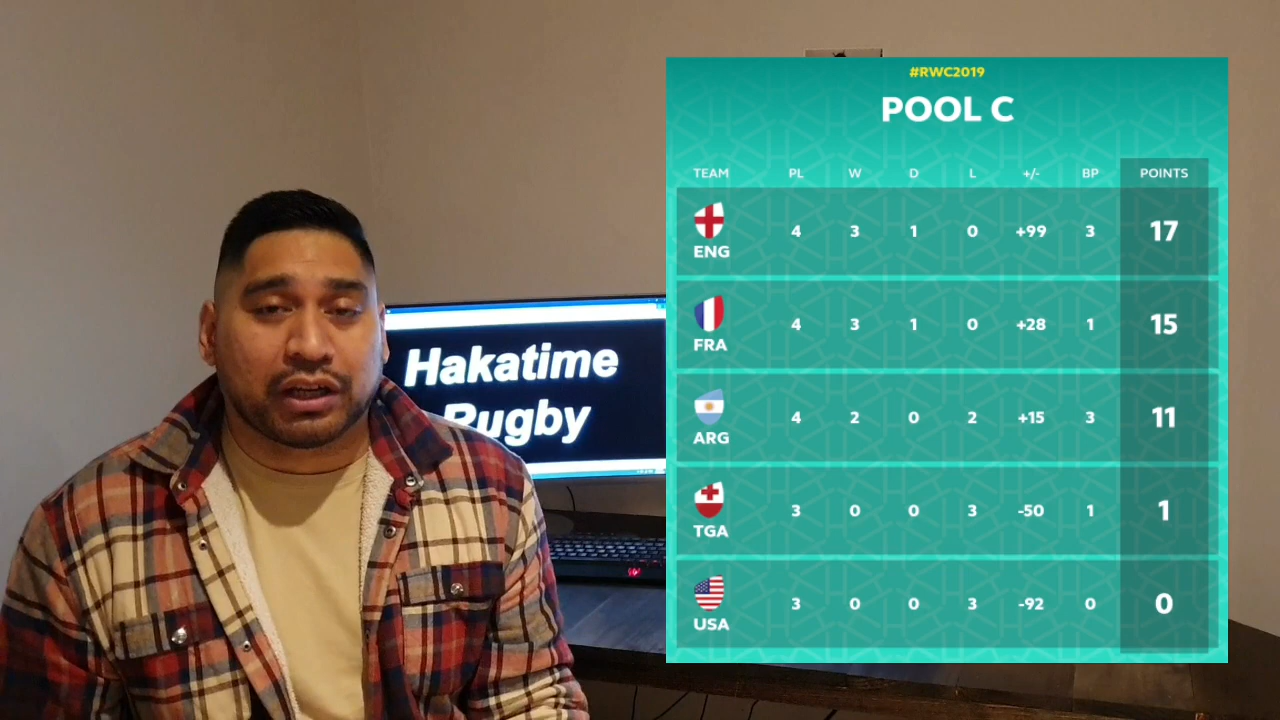 Hakatime
Rugby
#RWC2019
POOL C
TEAM PL W D L +/- BP POINTS
ENG 4 3 1 0 +99 3 17
FRA 4 3 1 0 +28 1 15
ARG 4 2 0 2 +15 3 11
TGA 3 0 0 3 -50 1 1
USA 3 0 0 3 -92 0 0